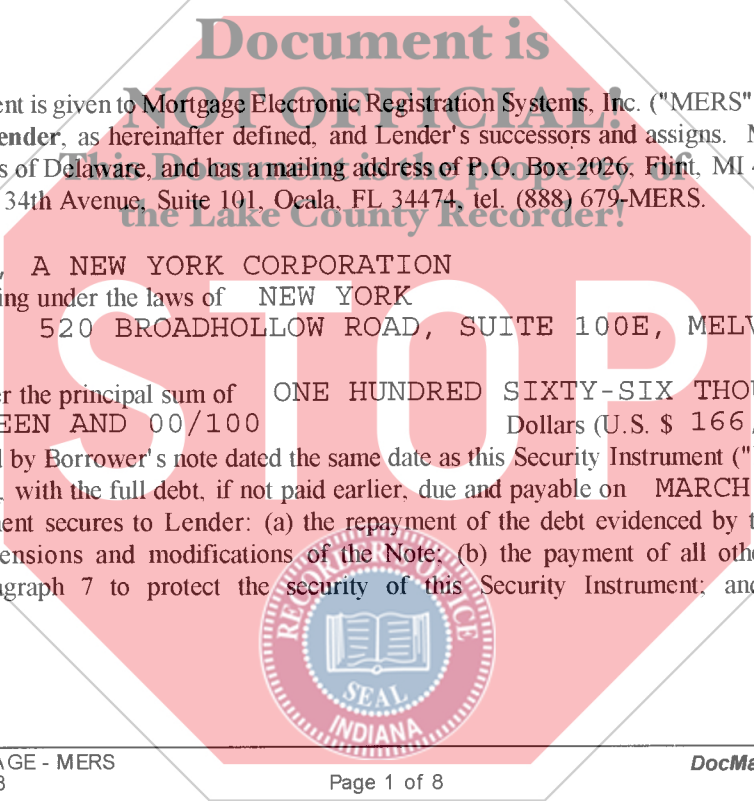 Document is
NOT OFFICIAL!
This Document is the property of
the Lake County Recorder!
STOP
ent is given to Mortgage Electronic Registration Systems, Inc. ("MERS"
ender, as hereinafter defined, and Lender's successors and assigns.
s of Delaware, and has a mailing address of P.O. Box 2026, Flint, MI
34th Avenue, Suite 101, Ocala, FL 34474, tel. (888) 679-MERS.
, A NEW YORK CORPORATION
ing under the laws of NEW YORK
520 BROADHOLLOW ROAD, SUITE 100E, MELV
r the principal sum of ONE HUNDRED SIXTY-SIX THOU
EEN AND 00/100 Dollars (U.S. $ 166,
d by Borrower's note dated the same date as this Security Instrument ("
, with the full debt, if not paid earlier, due and payable on MARCH
ment secures to Lender: (a) the repayment of the debt evidenced by t
ensions and modifications of the Note; (b) the payment of all othe
agraph 7 to protect the security of this Security Instrument; and
RECORDER'S OFFICE
SEAL
INDIANA
AGE - MERS
3
Page 1 of 8
DocMa